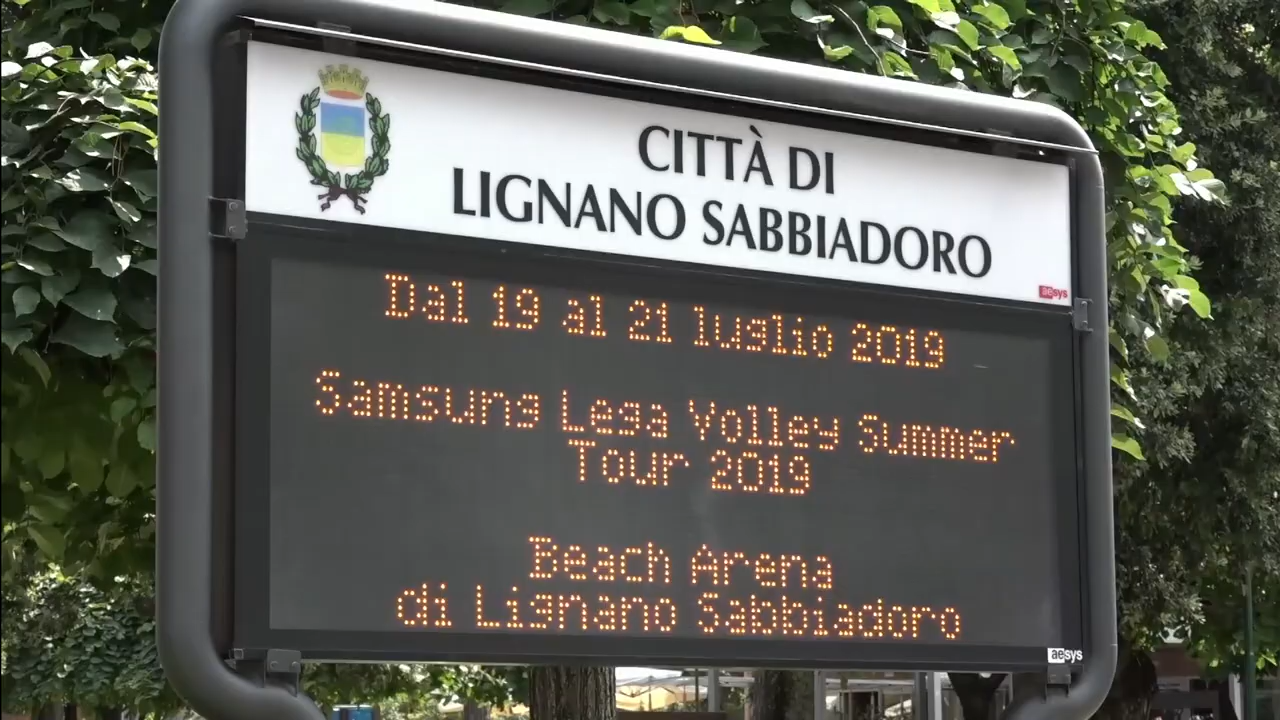 CITTÀ DI
LIGNANO SABBIADORO
aesys
Dal 19 al 21 luglio 2019
Samsung Lega Volley Summer
Tour 2019
Beach Arena
di Lignano Sabbiadoro
aesys